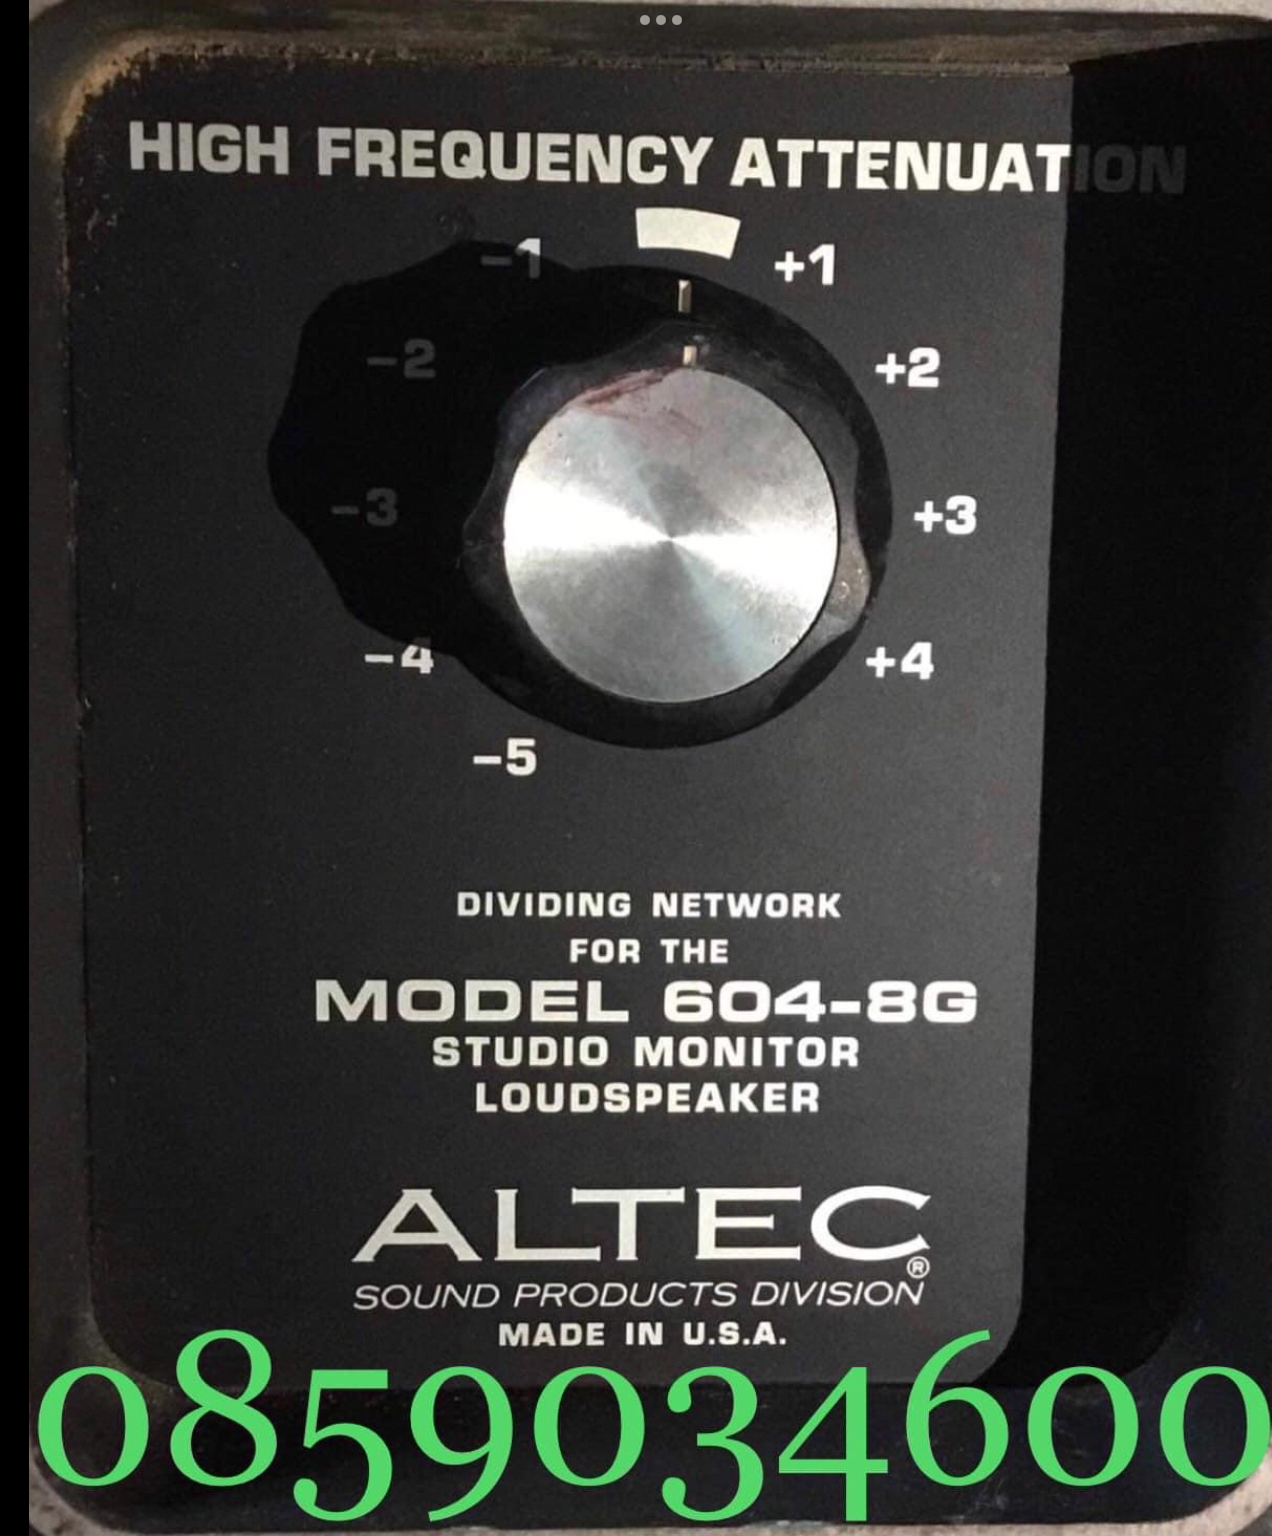 HIGH FREQUENCY ATTENUATION
-1 +1
-2 +2
-3 +3
-4 +4
-5
DIVIDING NETWORK
FOR THE
MODEL 604-8G
STUDIO MONITOR
LOUDSPEAKER
ALTEC®
SOUND PRODUCTS DIVISION
MADE IN U.S.A.
0859034600